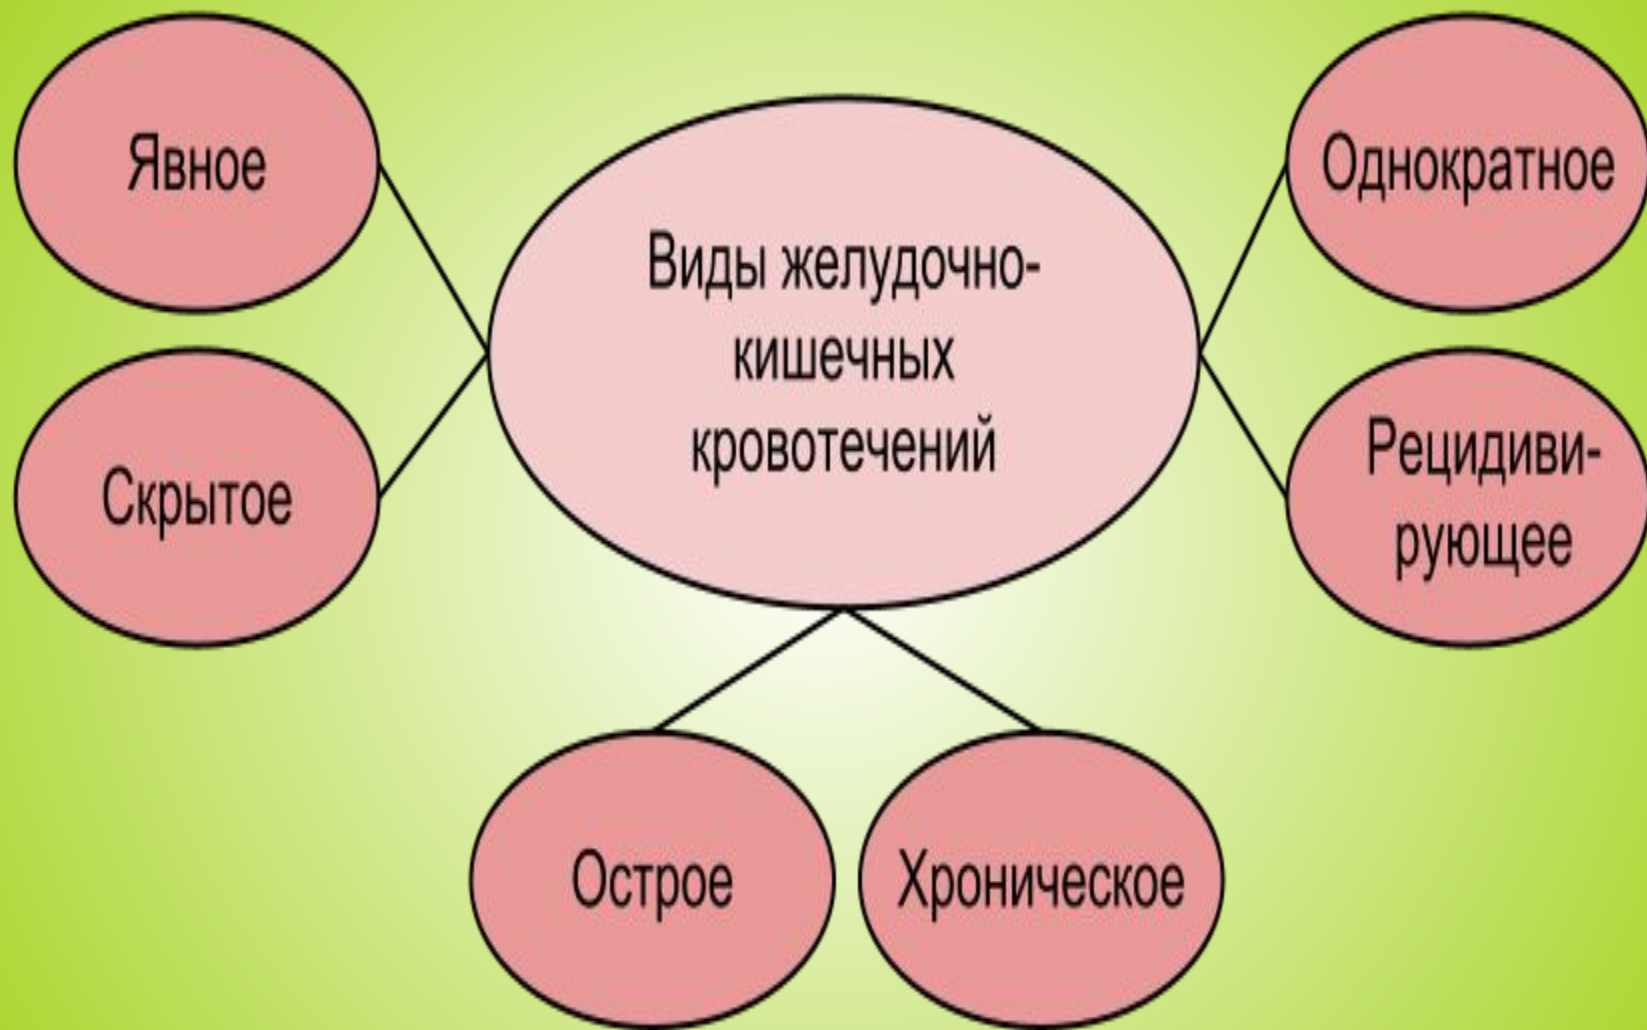 Явное
Однократное
Виды желудочно-
кишечных
кровотечений
Скрытое
Рецидиви-
рующее
Острое
Хроническое